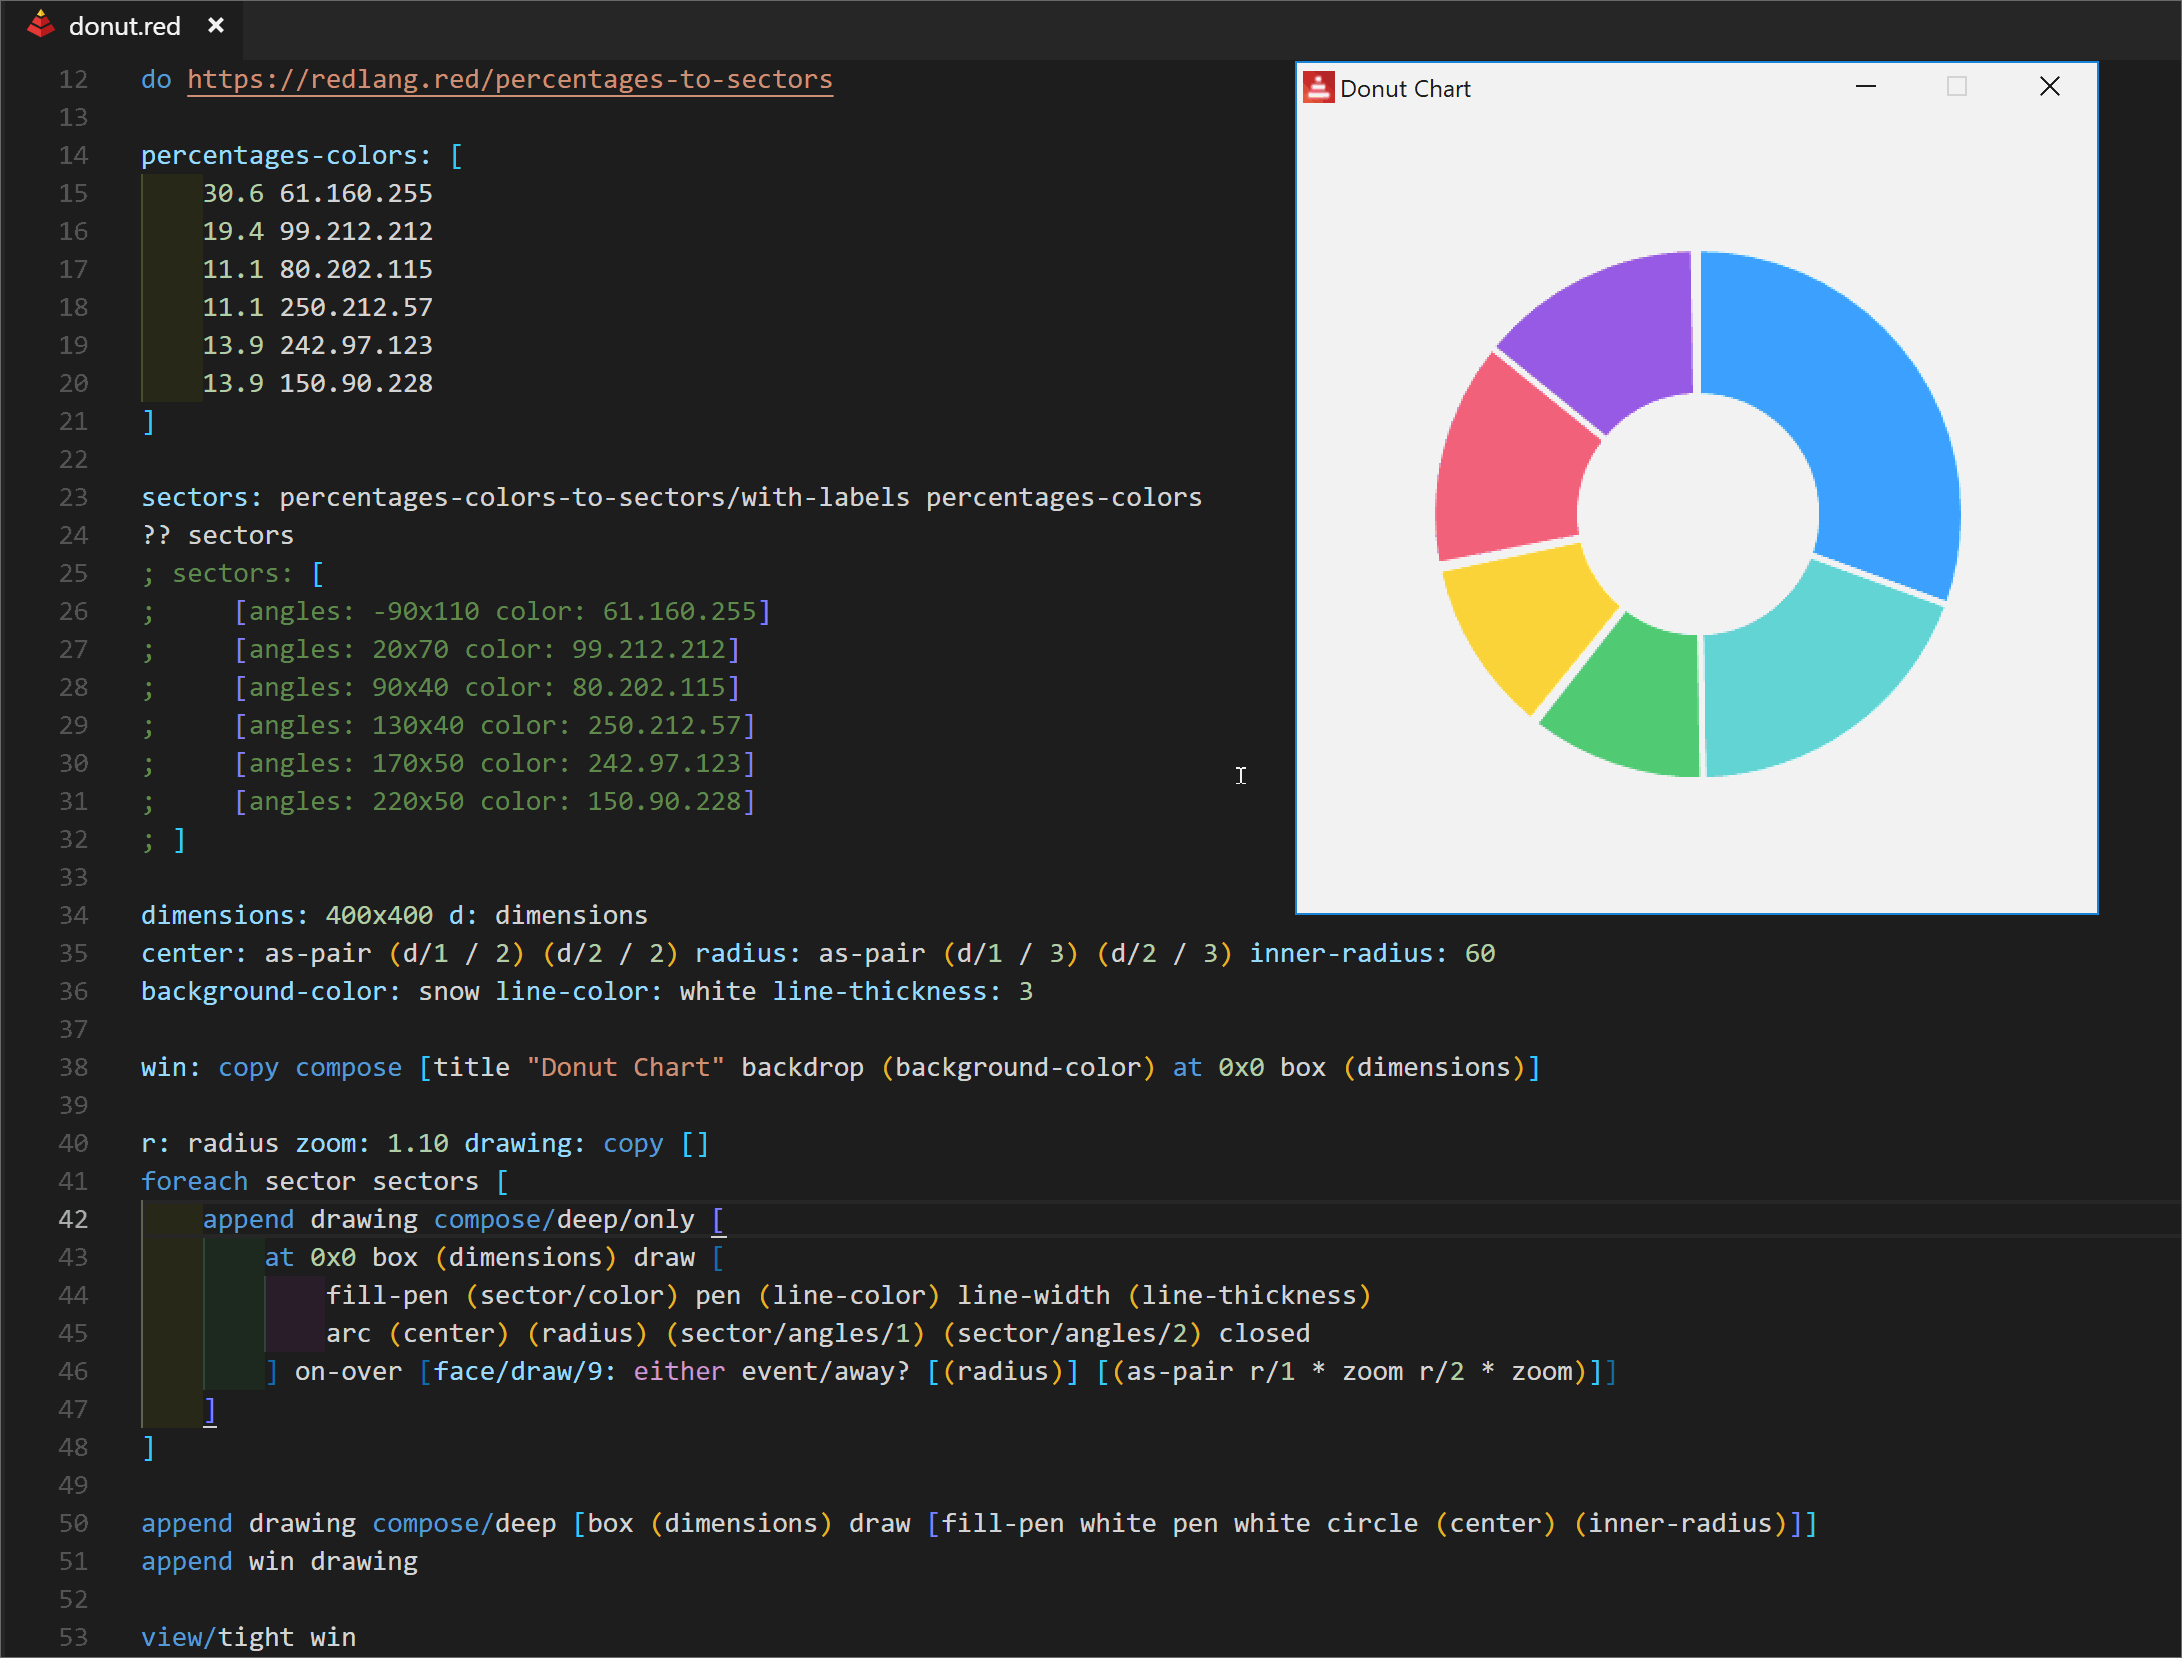 donut.red ×
12 do https://redlang.red/percentages-to-sectors
13
14 percentages-colors: [
15     30.6 61.160.255
16     19.4 99.212.212
17     11.1 80.202.115
18     11.1 250.212.57
19     13.9 242.97.123
20     13.9 150.90.228
21 ]
22
23 sectors: percentages-colors-to-sectors/with-labels percentages-colors
24 ?? sectors
25 ; sectors: [
26 ;     [angles: -90x110 color: 61.160.255]
27 ;     [angles: 20x70 color: 99.212.212]
28 ;     [angles: 90x40 color: 80.202.115]
29 ;     [angles: 130x40 color: 250.212.57]
30 ;     [angles: 170x50 color: 242.97.123]
31 ;     [angles: 220x50 color: 150.90.228]
32 ; ]
33
34 dimensions: 400x400 d: dimensions
35 center: as-pair (d/1 / 2) (d/2 / 2) radius: as-pair (d/1 / 3) (d/2 / 3) inner-radius: 60
36 background-color: snow line-color: white line-thickness: 3
37
38 win: copy compose [title "Donut Chart" backdrop (background-color) at 0x0 box (dimensions)]
39
40 r: radius zoom: 1.10 drawing: copy []
41 foreach sector sectors [
42     append drawing compose/deep/only [
43         at 0x0 box (dimensions) draw [
44             fill-pen (sector/color) pen (line-color) line-width (line-thickness)
45             arc (center) (radius) (sector/angles/1) (sector/angles/2) closed
46         ] on-over [face/draw/9: either event/away? [(radius)] [(as-pair r/1 * zoom r/2 * zoom)]]
47     ]
48 ]
49
50 append drawing compose/deep [box (dimensions) draw [fill-pen white pen white circle (center) (inner-radius)]]
51 append win drawing
52
53 view/tight win
Donut Chart